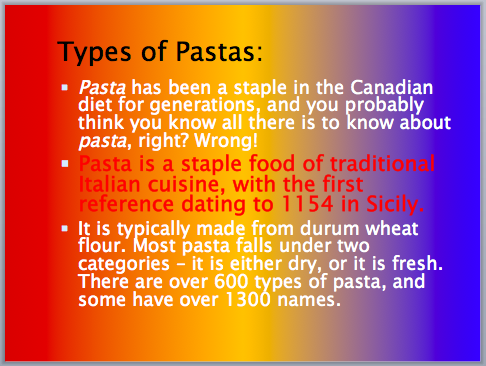 Types of Pastas:
▪ Pasta has been a staple in the Canadian
diet for generations, and you probably
think you know all there is to know about
pasta, right? Wrong!
▪ Pasta is a staple food of traditional
Italian cuisine, with the first
reference dating to 1154 in Sicily.
▪ It is typically made from durum wheat
flour. Most pasta falls under two
categories – it is either dry, or it is fresh.
There are over 600 types of pasta, and
some have over 1300 names.